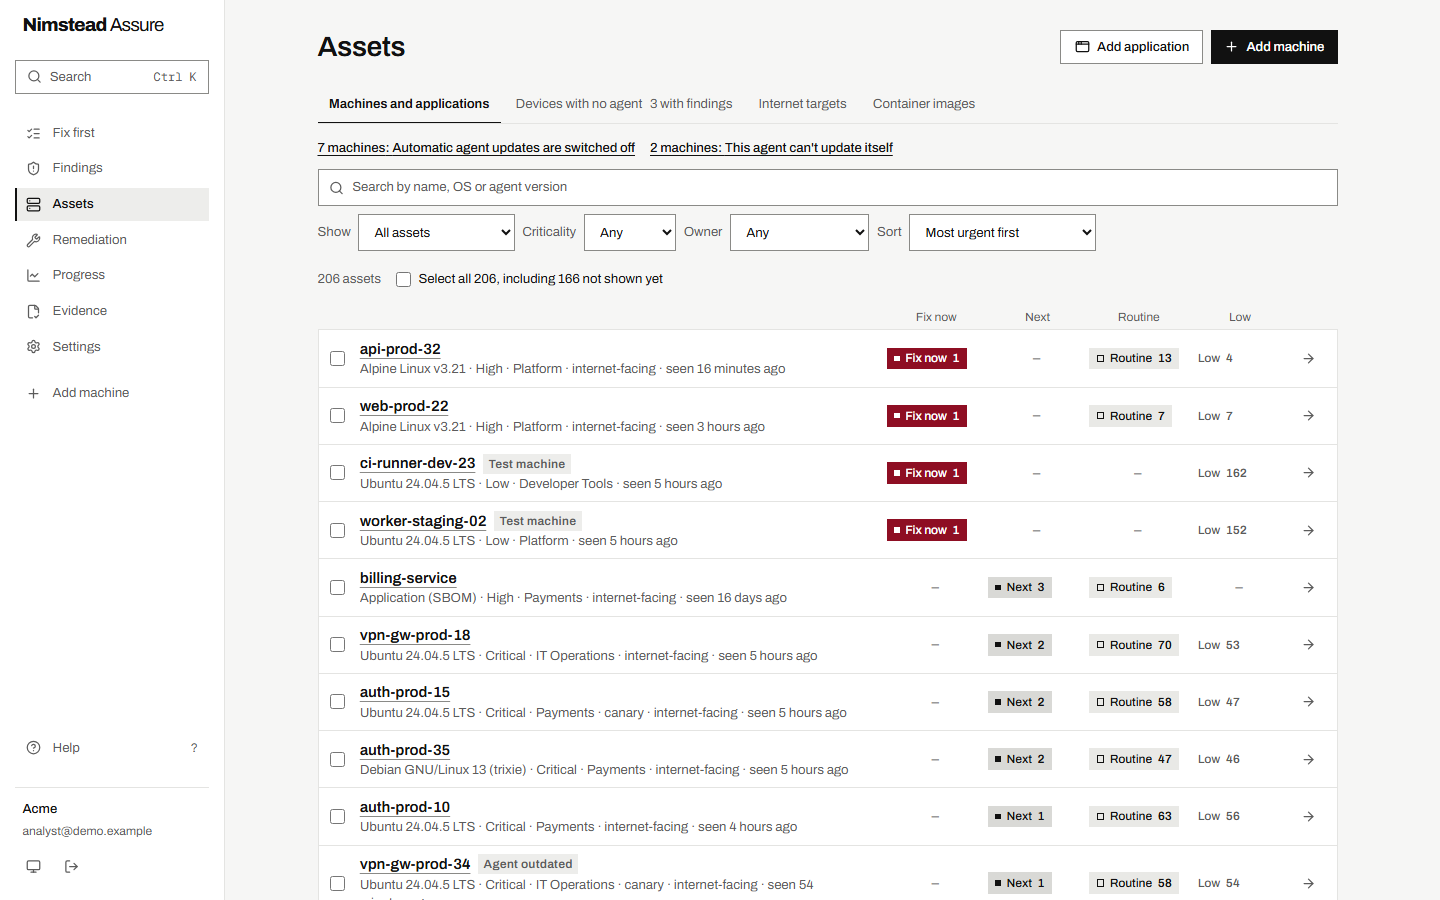 Nimstead Assure
Search Ctrl K
Fix first
Findings
Assets
Remediation
Progress
Evidence
Settings
Add machine
Help ?
Acme
analyst@demo.example
Assets
Add application
Add machine
Machines and applications
Devices with no agent 3 with findings
Internet targets
Container images
7 machines: Automatic agent updates are switched off
2 machines: This agent can't update itself
Search by name, OS or agent version
Show All assets Criticality Any Owner Any Sort Most urgent first
206 assets Select all 206, including 166 not shown yet
Fix now Next Routine Low
api-prod-32
Alpine Linux v3.21 · High · Platform · internet-facing · seen 16 minutes ago
Fix now 1 – Routine 13 Low 4
web-prod-22
Alpine Linux v3.21 · High · Platform · internet-facing · seen 3 hours ago
Fix now 1 – Routine 7 Low 7
ci-runner-dev-23 Test machine
Ubuntu 24.04.5 LTS · Low · Developer Tools · seen 5 hours ago
Fix now 1 – – Low 162
worker-staging-02 Test machine
Ubuntu 24.04.5 LTS · Low · Platform · seen 5 hours ago
Fix now 1 – – Low 152
billing-service
Application (SBOM) · High · Payments · internet-facing · seen 16 days ago
– Next 3 Routine 6 –
vpn-gw-prod-18
Ubuntu 24.04.5 LTS · Critical · IT Operations · internet-facing · seen 5 hours ago
– Next 2 Routine 70 Low 53
auth-prod-15
Ubuntu 24.04.5 LTS · Critical · Payments · canary · internet-facing · seen 5 hours ago
– Next 2 Routine 58 Low 47
auth-prod-35
Debian GNU/Linux 13 (trixie) · Critical · Payments · internet-facing · seen 5 hours ago
– Next 2 Routine 47 Low 46
auth-prod-10
Ubuntu 24.04.5 LTS · Critical · Payments · internet-facing · seen 4 hours ago
– Next 1 Routine 63 Low 56
vpn-gw-prod-34 Agent outdated
Ubuntu 24.04.5 LTS · Critical · IT Operations · canary · internet-facing · seen 54
– Next 1 Routine 58 Low 54